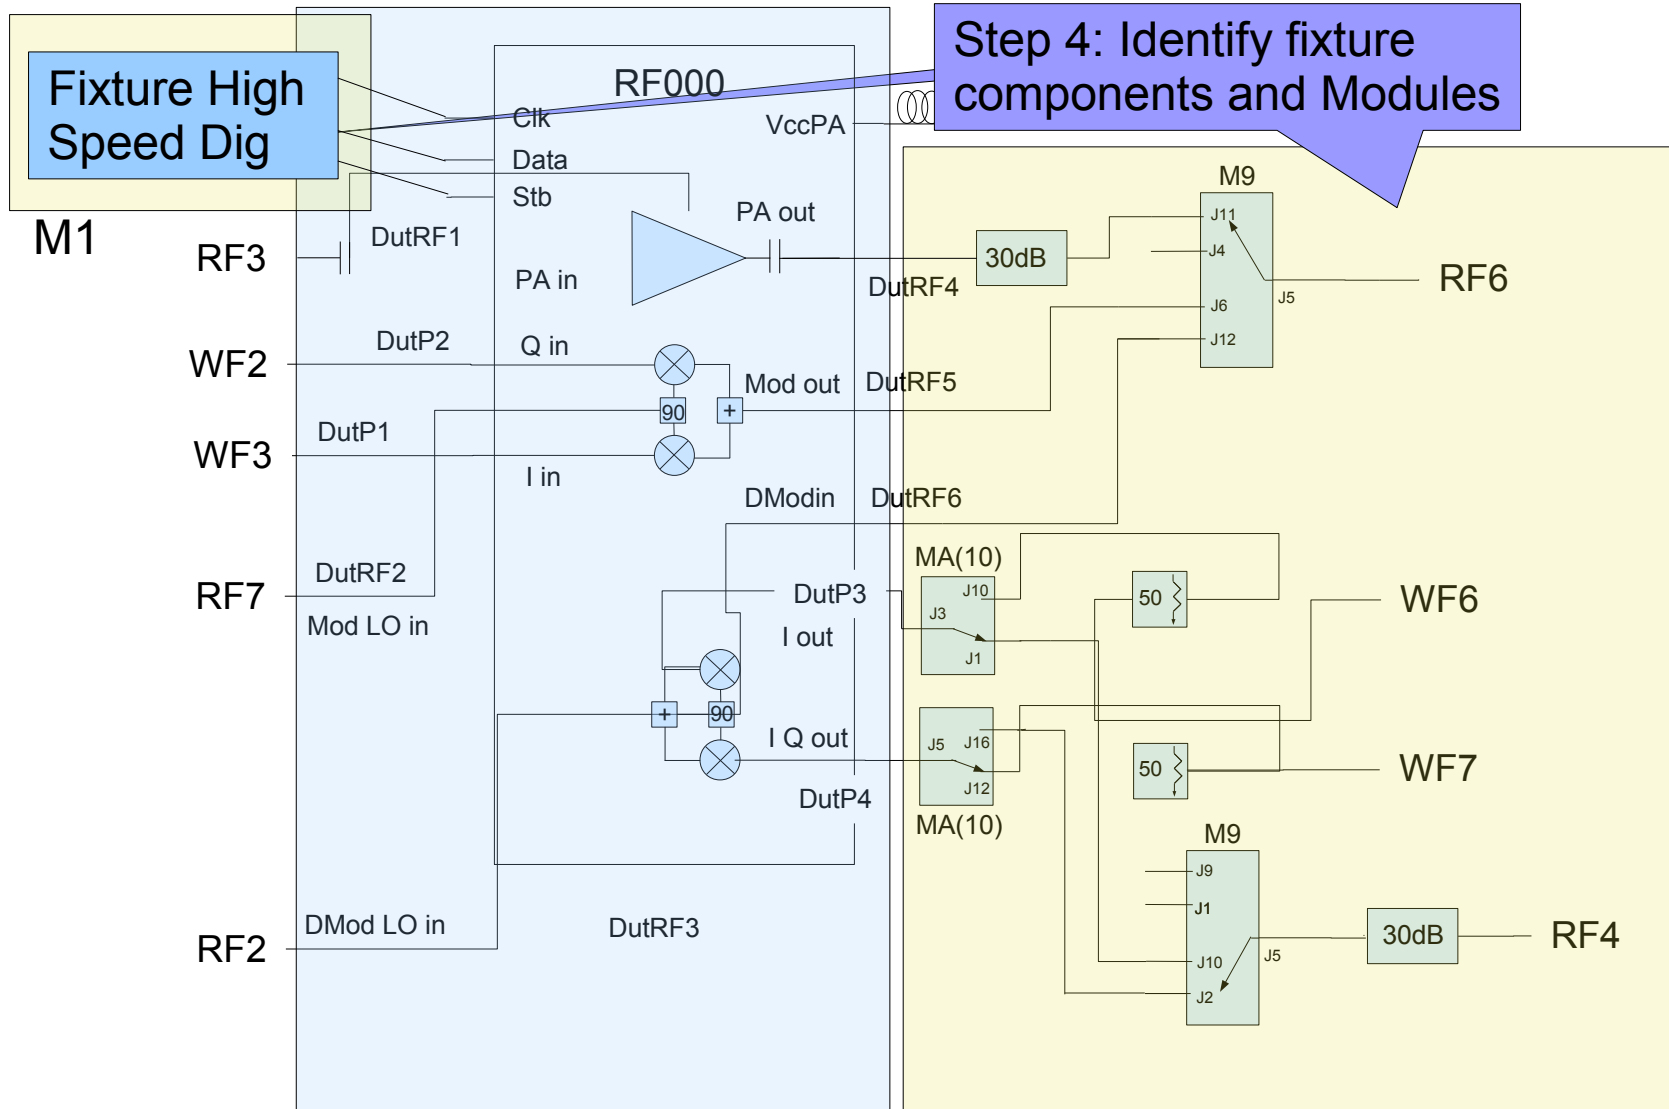 Step 4: Identify fixture
components and Modules
Fixture High
Speed Dig
M1
RF000
Clk
Data
Stb
VccPA
M9
J11
J4
J6
J12
J5
RF6
PA out
30dB
DutRF4
RF3
DutRF1
PA in
WF2
DutP2
Q in
90
+
Mod out
DutRF5
WF3
DutP1
I in
DModin
DutRF6
RF7
DutRF2
Mod LO in
MA(10)
J10
J3
J1
50
WF6
DutP3
I out
+
90
I Q out
DutP4
J5
J16
J12
MA(10)
50
WF7
M9
J9
J1
J10
J2
J5
30dB
RF4
RF2
DMod LO in
DutRF3